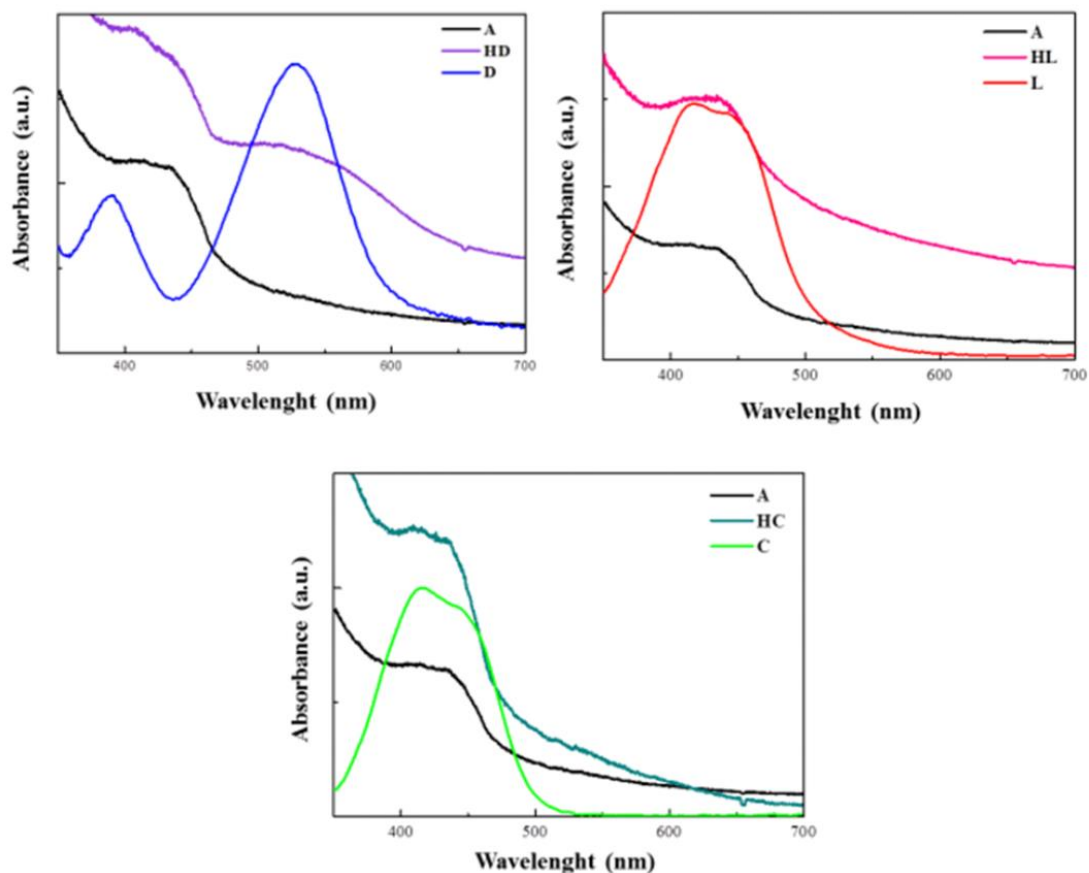 A
HD
D
Absorbance (a.u.)
400 500 600 700
Wavelenght (nm)
A
HL
L
Absorbance (a.u.)
400 500 600 700
Wavelenght (nm)
A
HC
C
Absorbance (a.u.)
400 500 600 700
Wavelenght (nm)